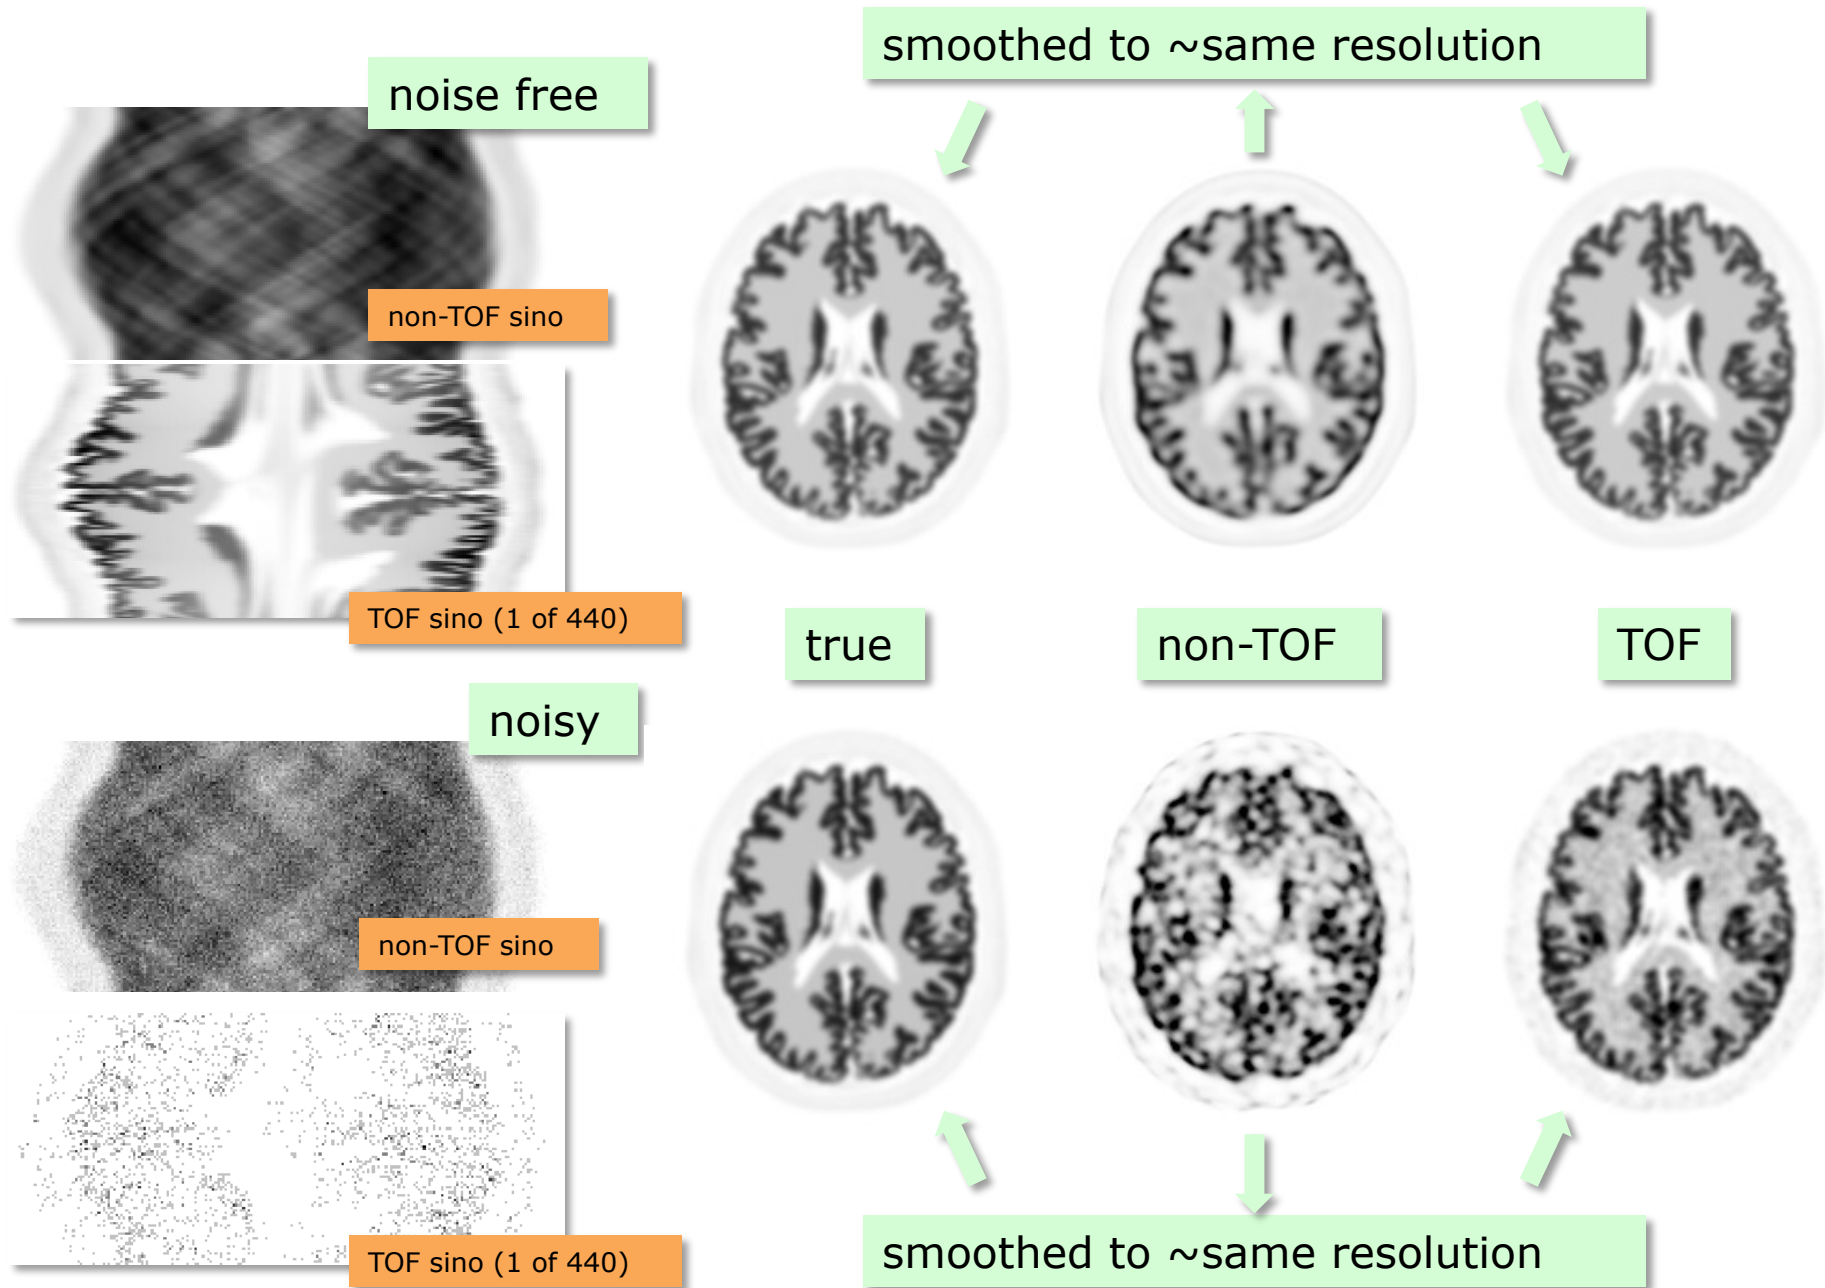 smoothed to ~same resolution
noise free
non-TOF sino
TOF sino (1 of 440)
true
non-TOF
TOF
noisy
non-TOF sino
TOF sino (1 of 440)
smoothed to ~same resolution